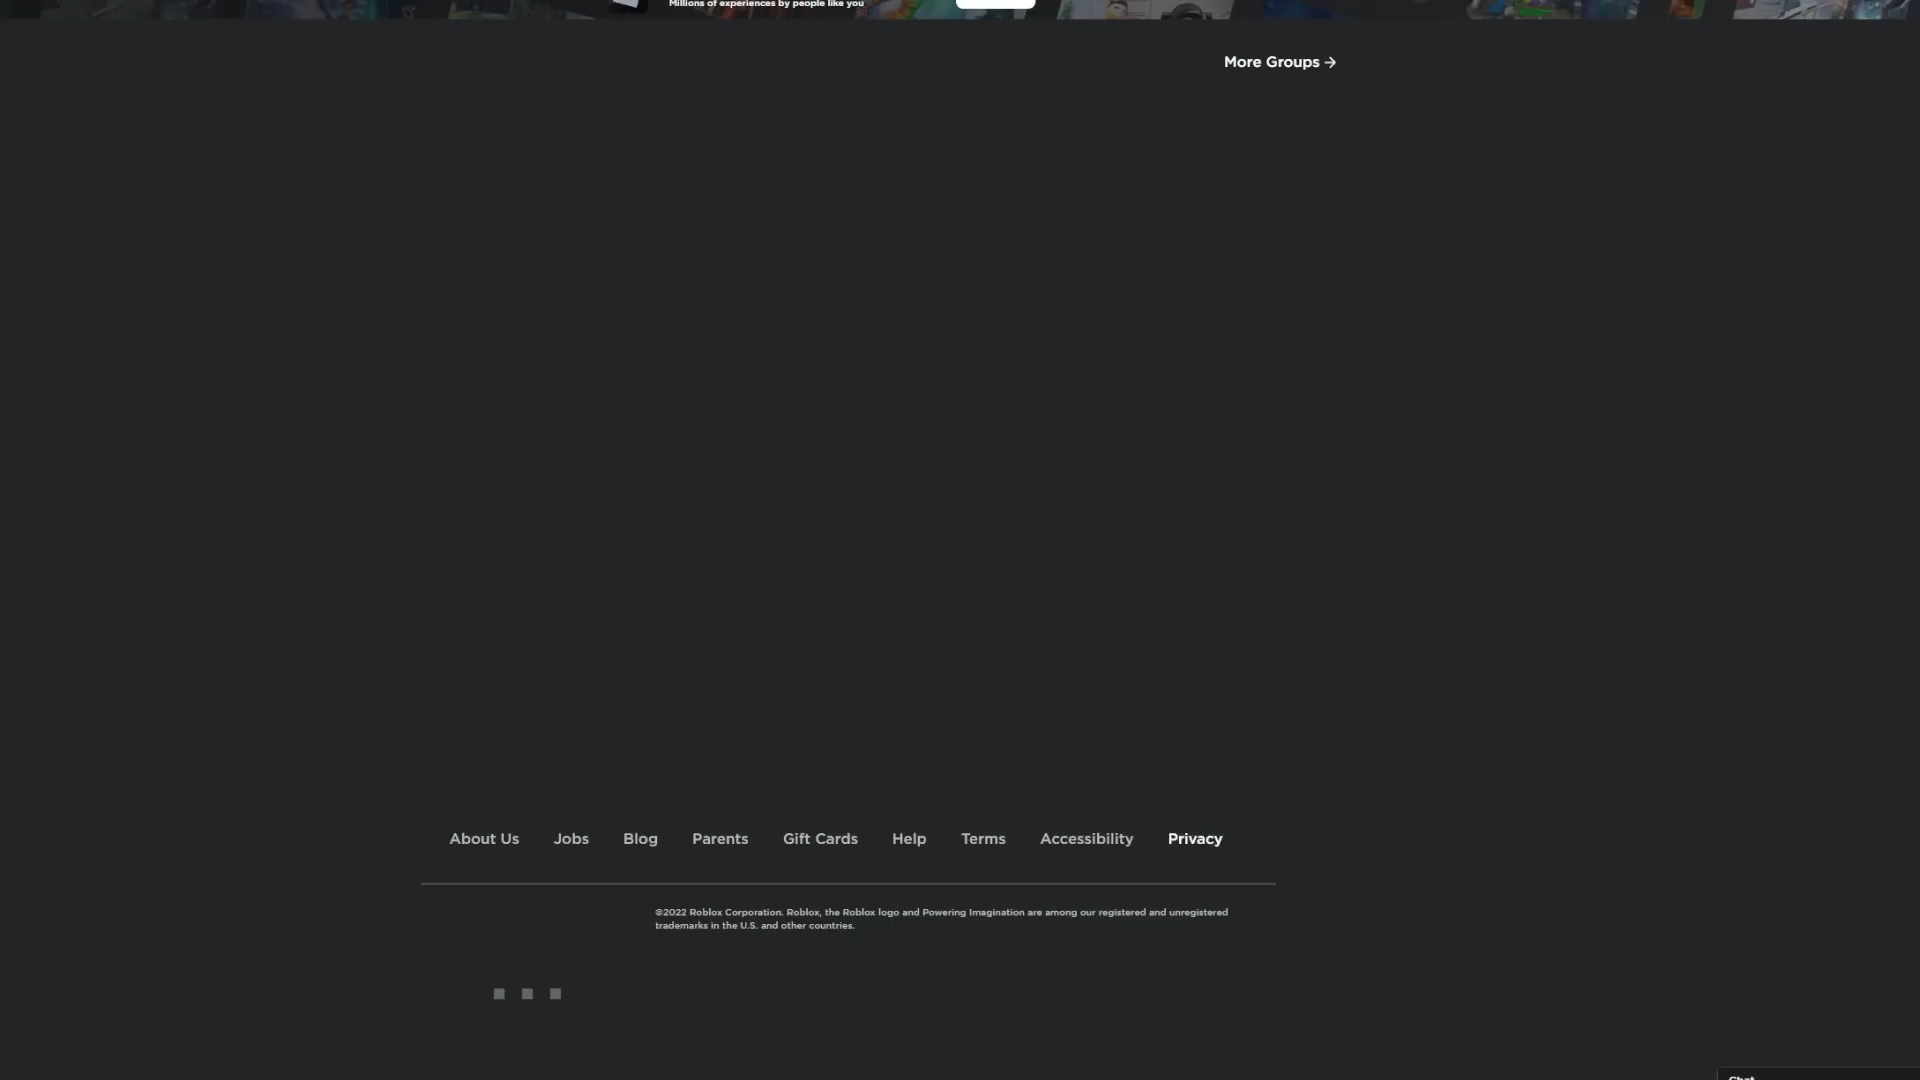 Millions of experiences by people like you
More Groups →
About Us Jobs Blog Parents Gift Cards Help Terms Accessibility Privacy
©2022 Roblox Corporation. Roblox, the Roblox logo and Powering Imagination are among our registered and unregistered
trademarks in the U.S. and other countries.
Chat